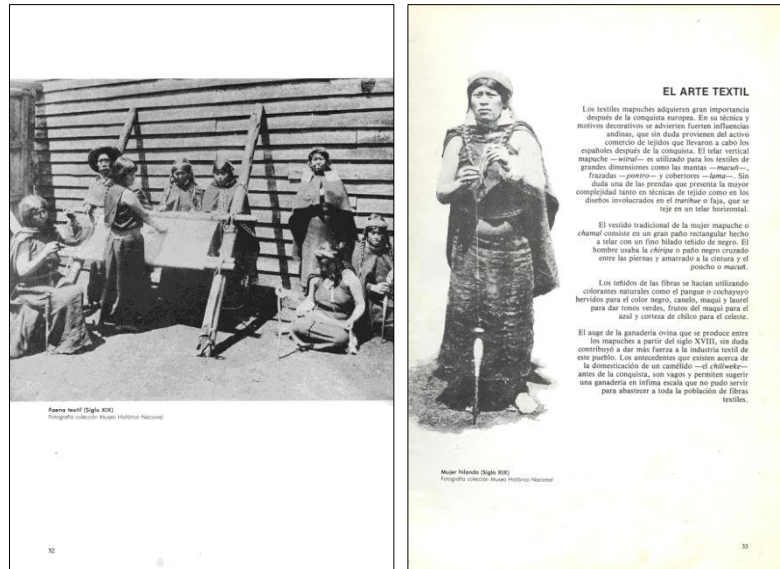 Faena textil (Siglo XIX)
Fotografía colección Museo Histórico Nacional
32
EL ARTE TEXTIL
Los textiles mapuches adquieren gran importancia
después de la conquista europea. En su técnica y
motivos decorativos se advierten fuerten influencias
andinas, que sin duda provienen del activo
comercio de tejidos que llevaron a cabo los
españoles después de la conquista. El telar vertical
mapuche —witral— es utilizado para los textiles de
grandes dimensiones como las mantas —macuñ—,
frazadas —pontro— y cobertores —lama—. Sin
duda una de las prendas que presenta la mayor
complejidad tanto en técnicas de tejido como en los
diseños involucrados en el trarihue o faja, que se
teje en un telar horizontal.
El vestido tradicional de la mujer mapuche o
chamal consiste en un gran paño rectangular hecho
a telar con un fino hilado teñido de negro. El
hombre usaba la chiripa o paño negro cruzado
entre las piernas y amarrado a la cintura y el
poncho o macuñ.
Los teñidos de las fibras se hacían utilizando
colorantes naturales como el pangue o cochayuyo
hervidos para el color negro, canelo, maqui y laurel
para dar tonos verdes, frutos del maqui para el
azul y corteza de chilco para el celeste.
El auge de la ganadería ovina que se produce entre
los mapuches a partir del siglo XVIII, sin duda
contribuyó a dar más fuerza a la industria textil de
este pueblo. Los antecedentes que existen acerca de
la domesticación de un camélido —el chiliweke—
antes de la conquista, son vagos y permiten sugerir
una ganadería en ínfima escala que no pudo servir
para abastecer a toda la población de fibras
textiles.
Mujer hilando (Siglo XIX)
Fotografía colección Museo Histórico Nacional
33